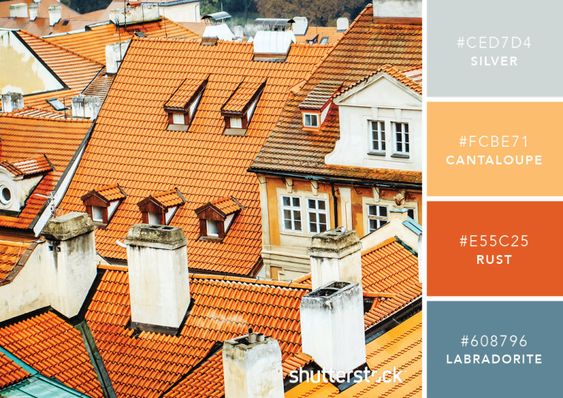 #CED7D4
SILVER
#FCBE71
CANTALOUPE
#E55C25
RUST
#608796
LABRADORITE
shutterstock